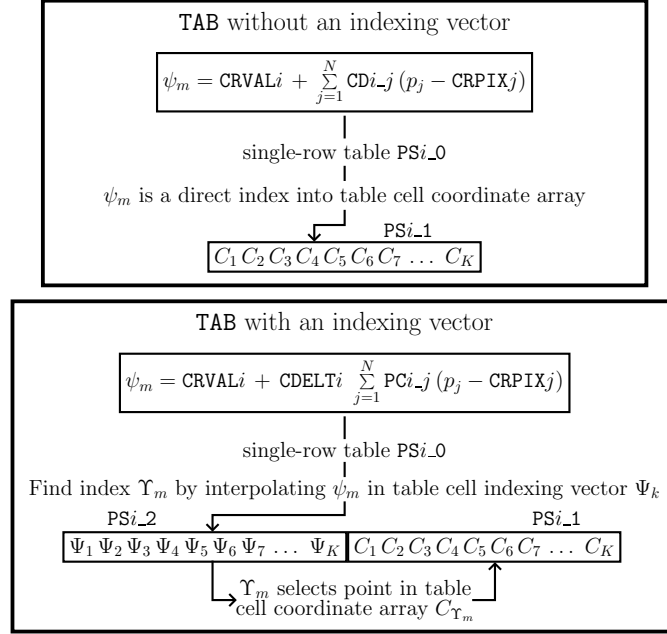 TAB without an indexing vector
ψ_m = CRVALi + ∑_{j=1}^{N} CDi_j (p_j − CRPIXj)
single-row table PSi_0
ψ_m is a direct index into table cell coordinate array
PSi_1
C_1 C_2 C_3 C_4 C_5 C_6 C_7 … C_K
TAB with an indexing vector
ψ_m = CRVALi + CDELTi ∑_{j=1}^{N} PCi_j (p_j − CRPIXj)
single-row table PSi_0
Find index Υ_m by interpolating ψ_m in table cell indexing vector Ψ_k
PSi_2 PSi_1
Ψ_1 Ψ_2 Ψ_3 Ψ_4 Ψ_5 Ψ_6 Ψ_7 … Ψ_K C_1 C_2 C_3 C_4 C_5 C_6 C_7 … C_K
Υ_m selects point in table
cell coordinate array C_{Υ_m}